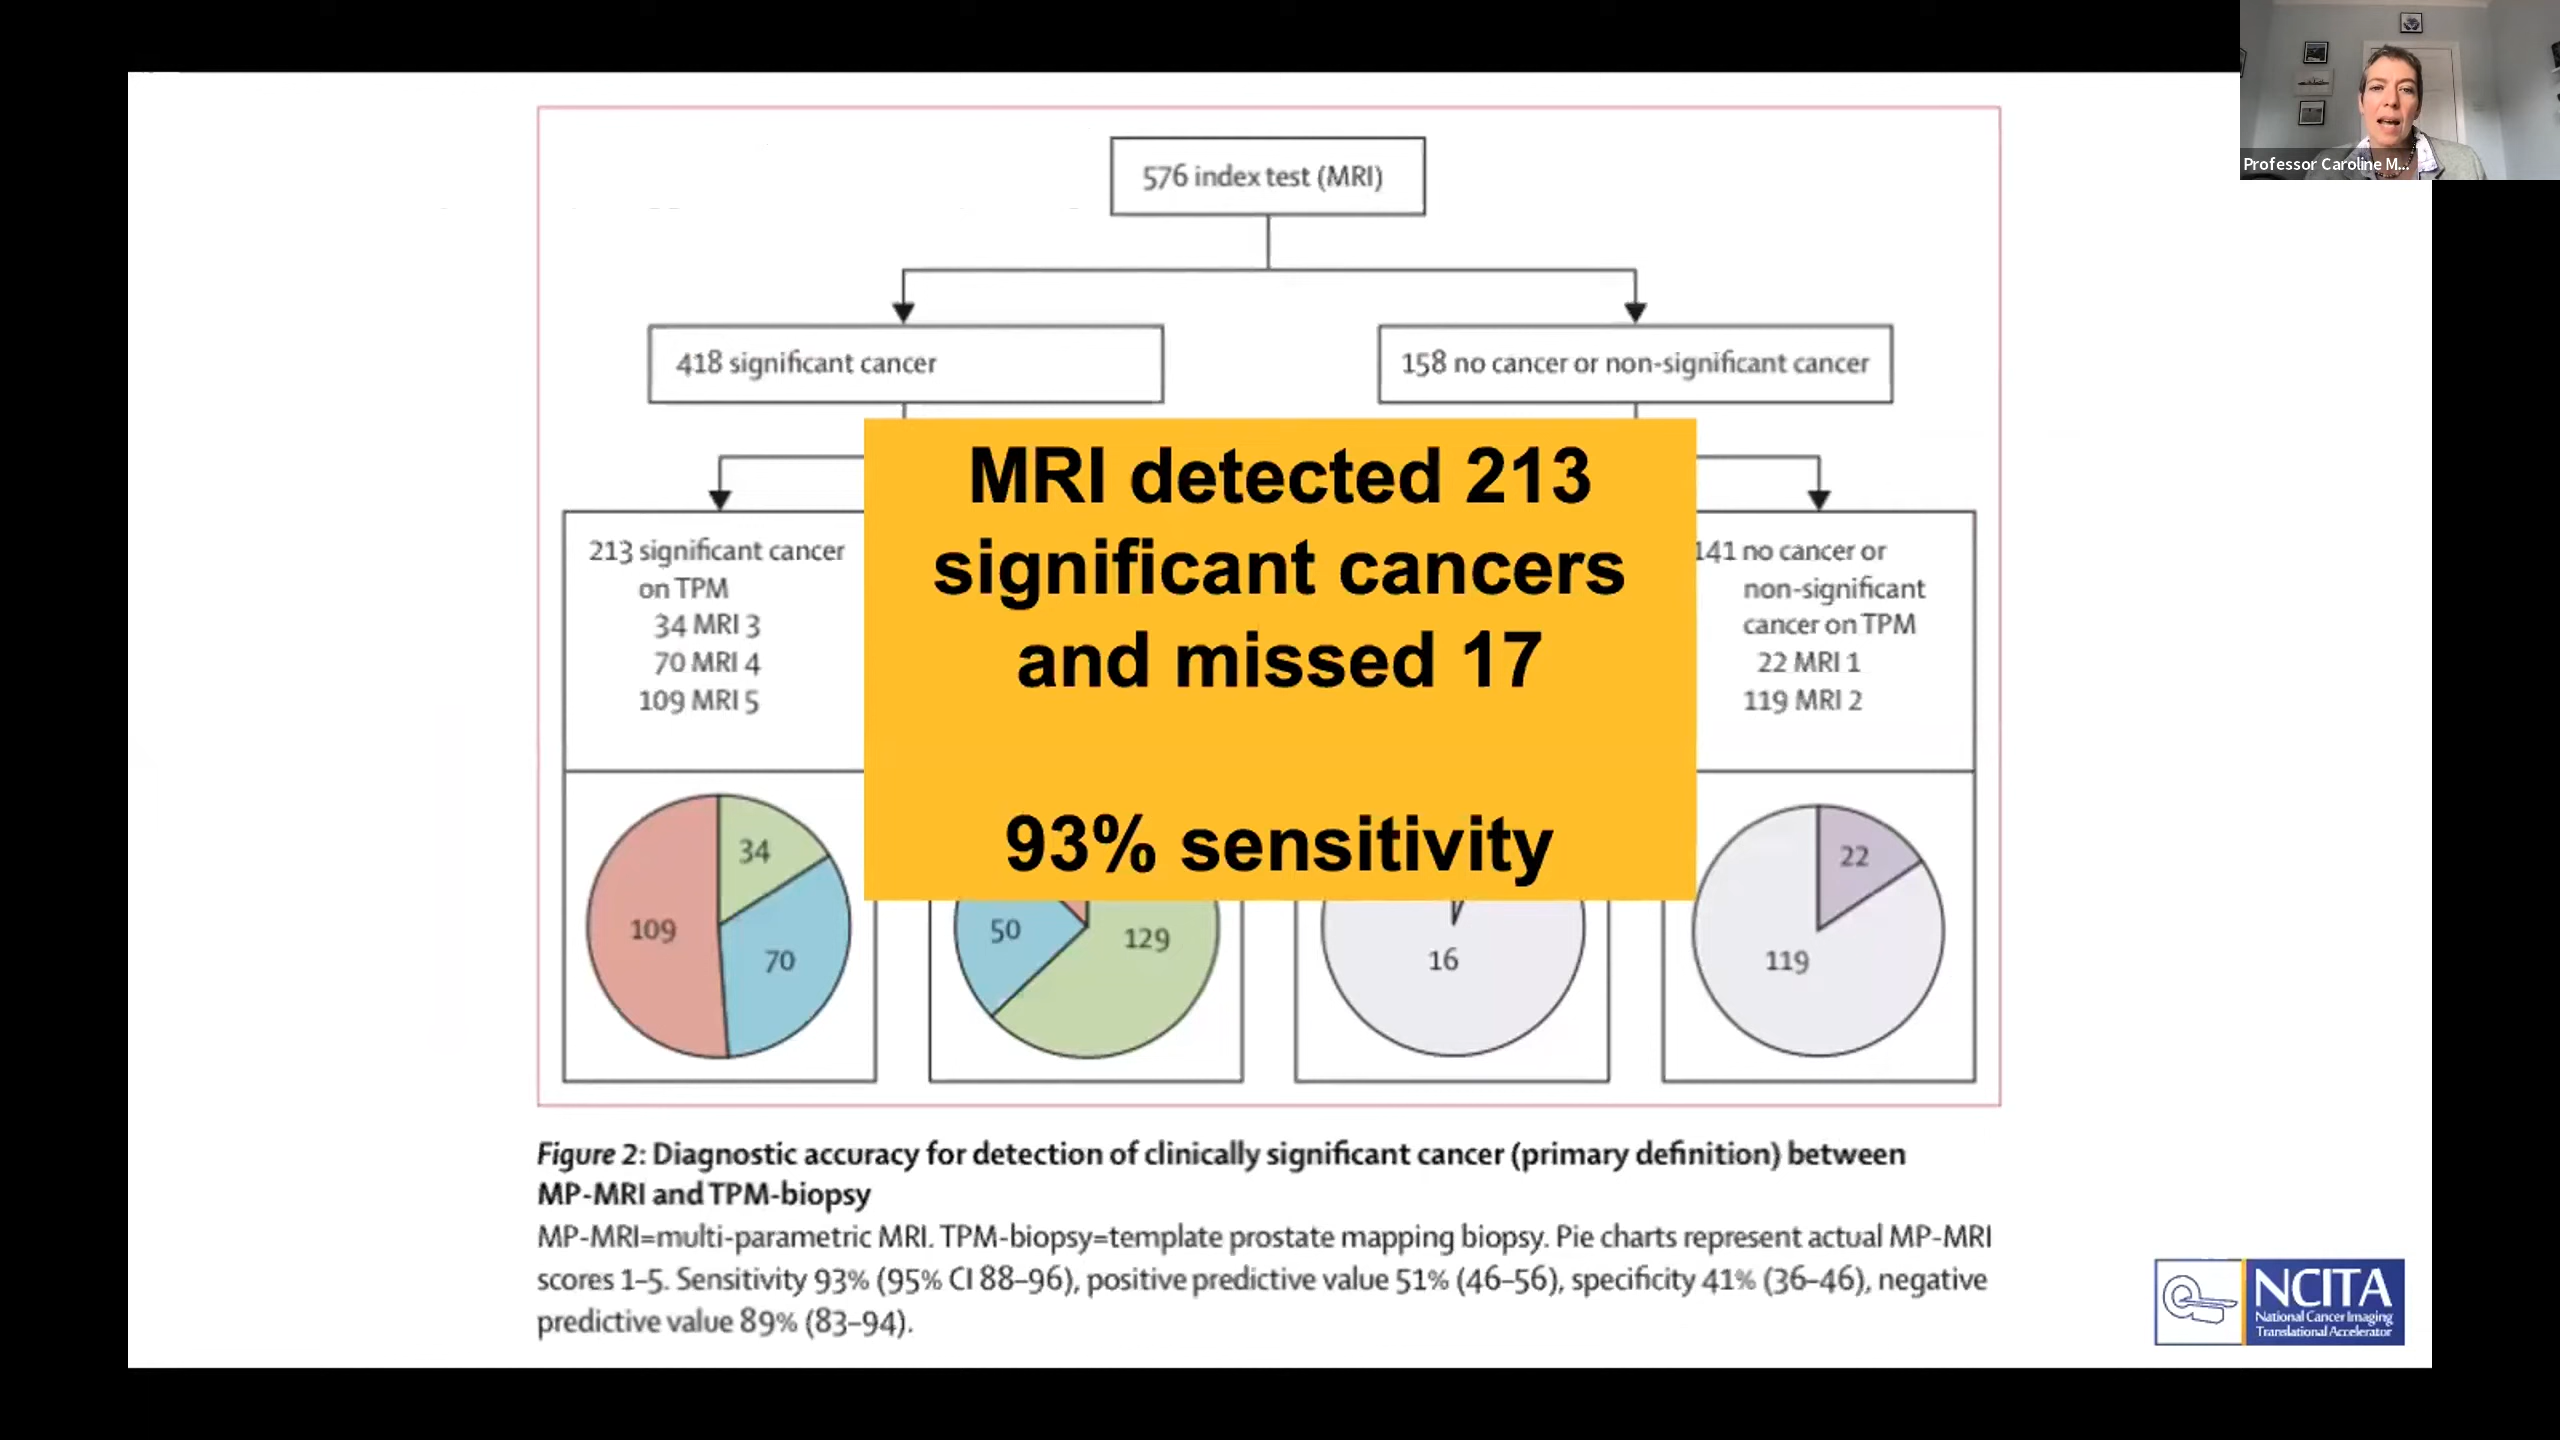 576 index test (MRI)
418 significant cancer
158 no cancer or non-significant cancer
MRI detected 213
significant cancers
and missed 17
93% sensitivity
213 significant cancer
on TPM
34 MRI 3
70 MRI 4
109 MRI 5
141 no cancer or
non-significant
cancer on TPM
22 MRI 1
119 MRI 2
34
109
70
50
129
16
22
119
Figure 2: Diagnostic accuracy for detection of clinically significant cancer (primary definition) between
MP-MRI and TPM-biopsy
MP-MRI=multi-parametric MRI. TPM-biopsy=template prostate mapping biopsy. Pie charts represent actual MP-MRI
scores 1–5. Sensitivity 93% (95% CI 88–96), positive predictive value 51% (46–56), specificity 41% (36–46), negative
predictive value 89% (83–94).
NCITA
National Cancer Imaging
Translational Accelerator
Professor Caroline M...